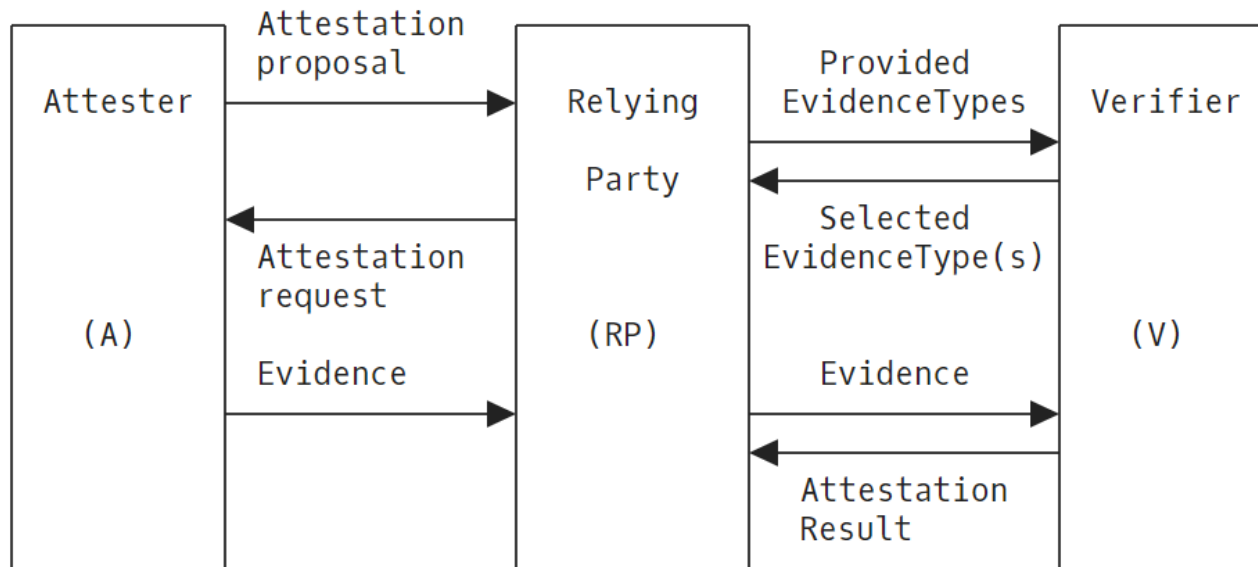 Attestation
proposal
Provided
EvidenceTypes
Attester
Relying
Verifier
Party
Selected
EvidenceType(s)
Attestation
request
(A)
(RP)
(V)
Evidence
Evidence
Attestation
Result